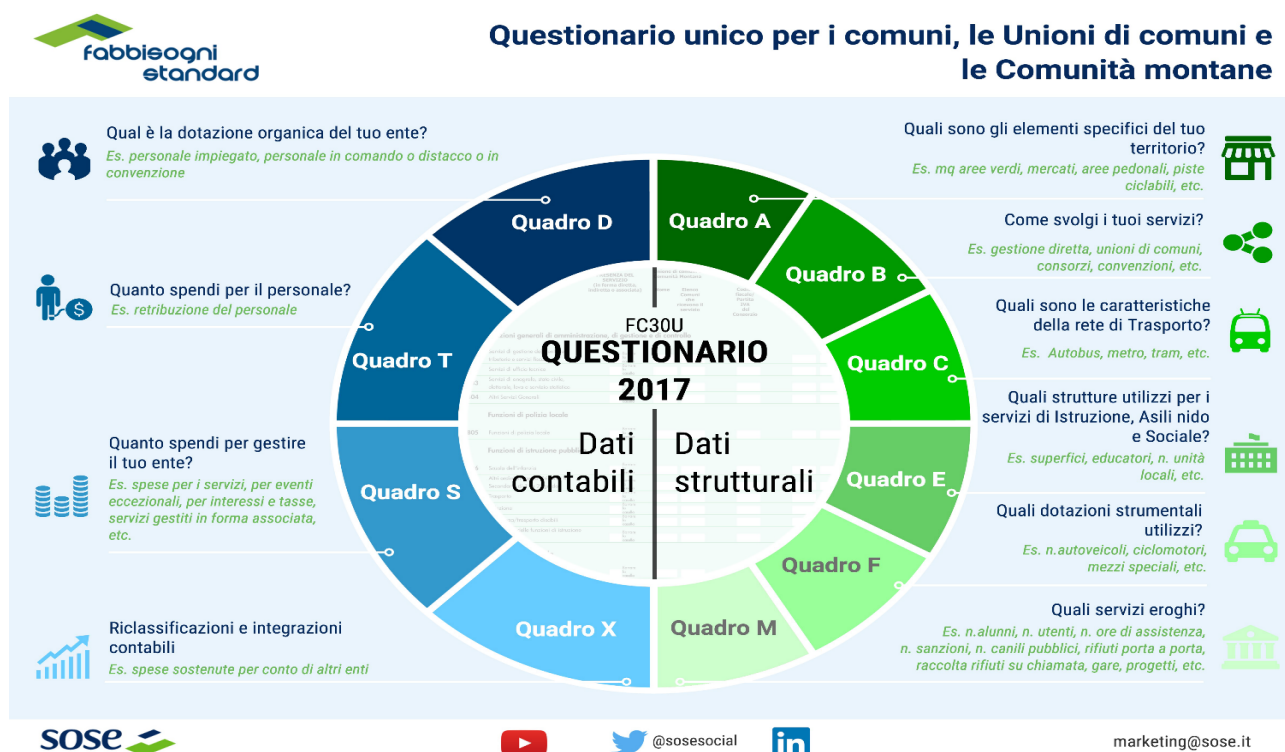 fabbisogni
standard
Questionario unico per i comuni, le Unioni di comuni e
le Comunità montane
Qual è la dotazione organica del tuo ente?
Es. personale impiegato, personale in comando o distacco o in
convenzione
Quanto spendi per il personale?
Es. retribuzione del personale
Quanto spendi per gestire
il tuo ente?
Es. spese per i servizi, per eventi
eccezionali, per interessi e tasse,
servizi gestiti in forma associata,
etc.
Riclassificazioni e integrazioni
contabili
Es. spese sostenute per conto di altri enti
Quadro D
Quadro T
Quadro S
Quadro X
Quadro A
Quadro B
Quadro C
Quadro E
Quadro F
Quadro M
FC30U
QUESTIONARIO
2017
Dati
contabili
Dati
strutturali
Quali sono gli elementi specifici del tuo
territorio?
Es. mq aree verdi, mercati, aree pedonali, piste
ciclabili, etc.
Come svolgi i tuoi servizi?
Es. gestione diretta, unioni di comuni,
consorzi, convenzioni, etc.
Quali sono le caratteristiche
della rete di Trasporto?
Es. Autobus, metro, tram, etc.
Quali strutture utilizzi per i
servizi di Istruzione, Asili nido
e Sociale?
Es. superfici, educatori, n. unità
locali, etc.
Quali dotazioni strumentali
utilizzi?
Es. n.autoveicoli, ciclomotori,
mezzi speciali, etc.
Quali servizi eroghi?
Es. n.alunni, n. utenti, n. ore di assistenza,
n. sanzioni, n. canili pubblici, rifiuti porta a porta,
raccolta rifiuti su chiamata, gare, progetti, etc.
sose
@sosesocial
in
marketing@sose.it